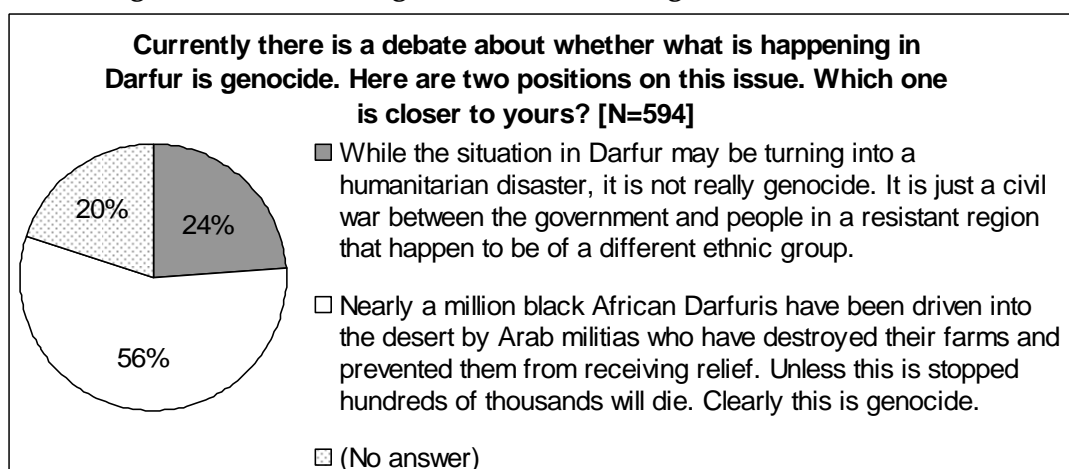 Currently there is a debate about whether what is happening in
Darfur is genocide. Here are two positions on this issue. Which one
is closer to yours? [N=594]
While the situation in Darfur may be turning into a
humanitarian disaster, it is not really genocide. It is just a civil
war between the government and people in a resistant region
that happen to be of a different ethnic group.
Nearly a million black African Darfuris have been driven into
the desert by Arab militias who have destroyed their farms and
prevented them from receiving relief. Unless this is stopped
hundreds of thousands will die. Clearly this is genocide.
(No answer)
20%
24%
56%